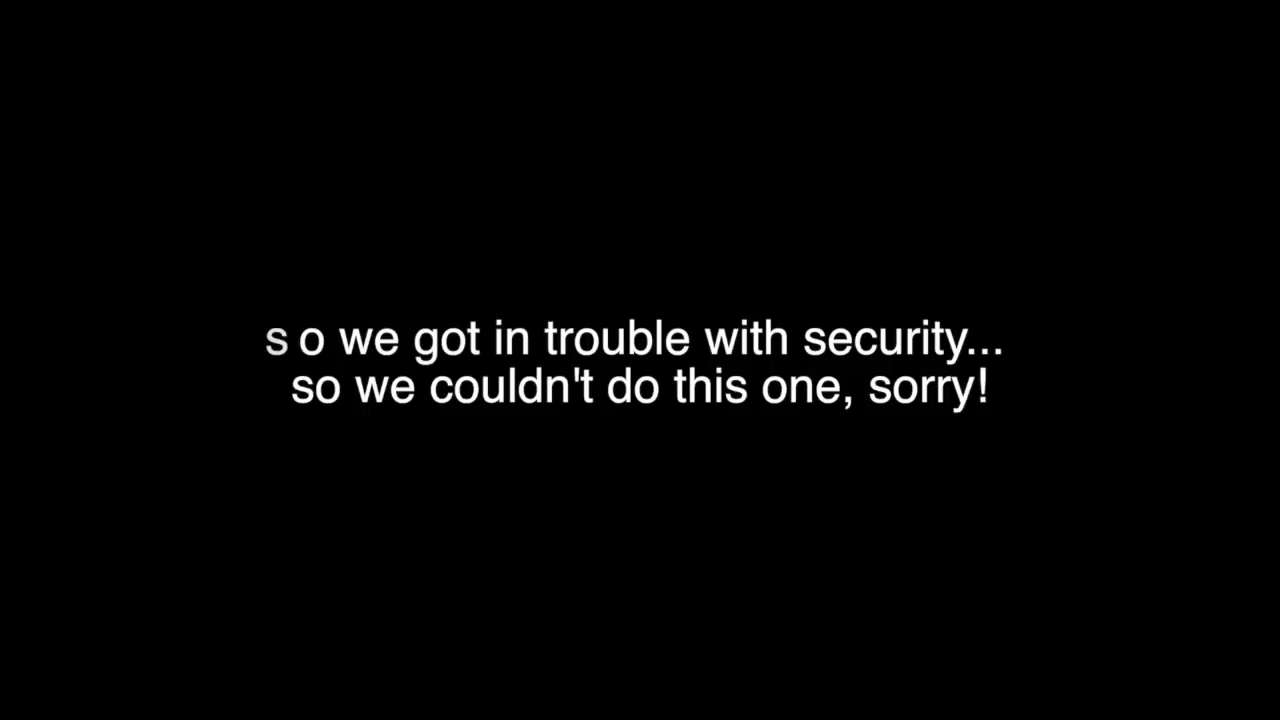 so we got in trouble with security...
so we couldn't do this one, sorry!